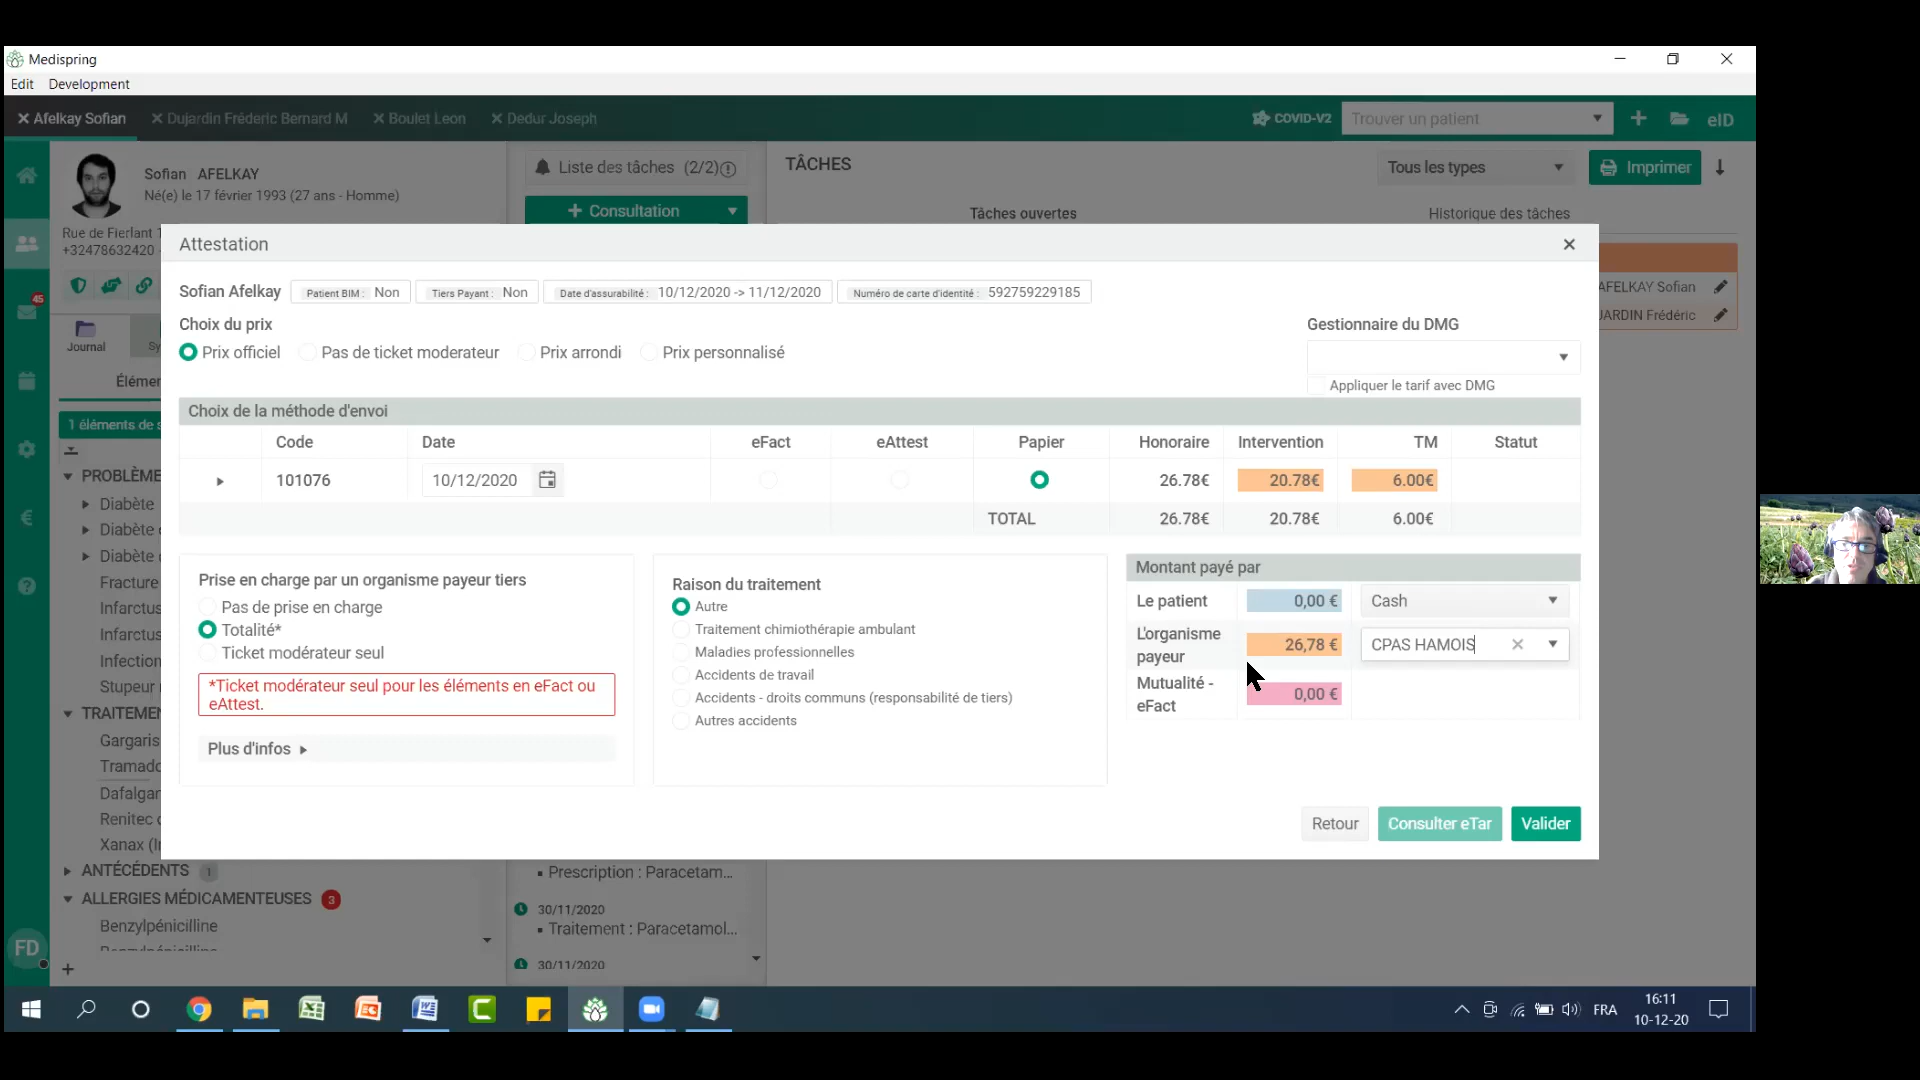 Medispring
Edit Development
Afelkay Sofian Dujardin Fréderic Bernard M Boulet Leon Dedur Joseph COVID-V2 Trouver un patient eID
Sofian AFELKAY
Né(e) le 17 février 1993 (27 ans - Homme)
Rue de Fierlant 1
+32478632420
Liste des tâches (2/2)
Consultation
TÂCHES
Tous les types
Imprimer
Tâches ouvertes Historique des tâches
AFELKAY Sofian
JARDIN Frédéric
45
Journal
Sy
Élém
1 éléments de s
Attestation
Sofian Afelkay Patient BIM : Non Tiers Payant : Non Date d'assurabilité : 10/12/2020 -> 11/12/2020 Numéro de carte d'identité : 592759229185
Choix du prix
Prix officiel Pas de ticket moderateur Prix arrondi Prix personnalisé
Gestionnaire du DMG
Appliquer le tarif avec DMG
Choix de la méthode d'envoi
Code Date eFact eAttest Papier Honoraire Intervention TM Statut
101076 10/12/2020 26.78€ 20.78€ 6.00€
TOTAL 26.78€ 20.78€ 6.00€
Prise en charge par un organisme payeur tiers
Pas de prise en charge
Totalité*
Ticket modérateur seul
*Ticket modérateur seul pour les éléments en eFact ou
eAttest.
Plus d'infos
Raison du traitement
Autre
Traitement chimiothérapie ambulant
Maladies professionnelles
Accidents de travail
Accidents - droits communs (responsabilité de tiers)
Autres accidents
Montant payé par
Le patient 0,00 € Cash
L'organisme
payeur 26,78 € CPAS HAMOIS
Mutualité -
eFact 0,00 €
Retour Consulter eTar Valider
PROBLÈME
Diabète
Diabète
Diabète
Fracture
Infarctus
Infarctus
Infection
Stupeur
TRAITEMEN
Gargaris
Tramado
Dafalgan
Renitec
Xanax (I
ANTÉCÉDENTS 1
ALLERGIES MÉDICAMENTEUSES 3
Benzylpénicilline
Benzylpénicilline
FD
Prescription : Paracetam...
30/11/2020
Traitement : Paracetamol...
30/11/2020
FRA
16:11
10-12-20